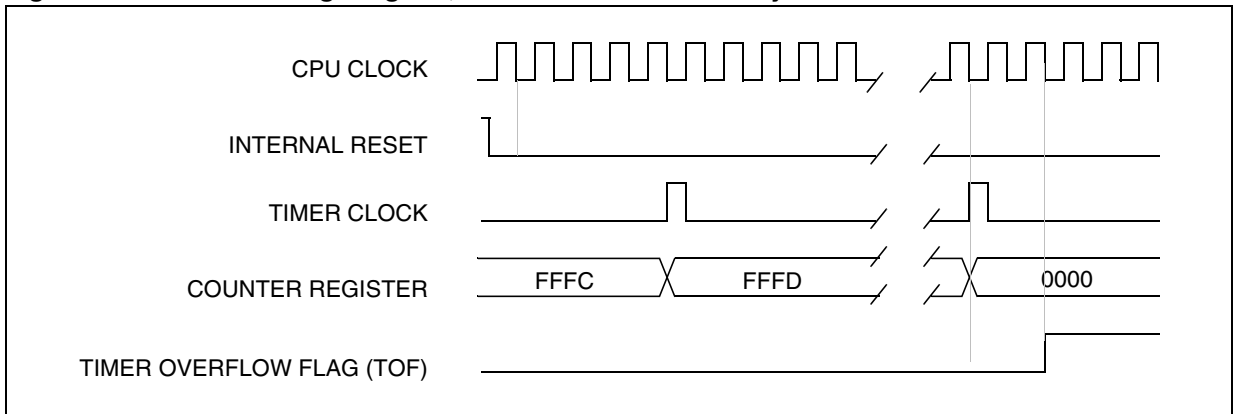 CPU CLOCK
INTERNAL RESET
TIMER CLOCK
COUNTER REGISTER FFFC FFFD 0000
TIMER OVERFLOW FLAG (TOF)